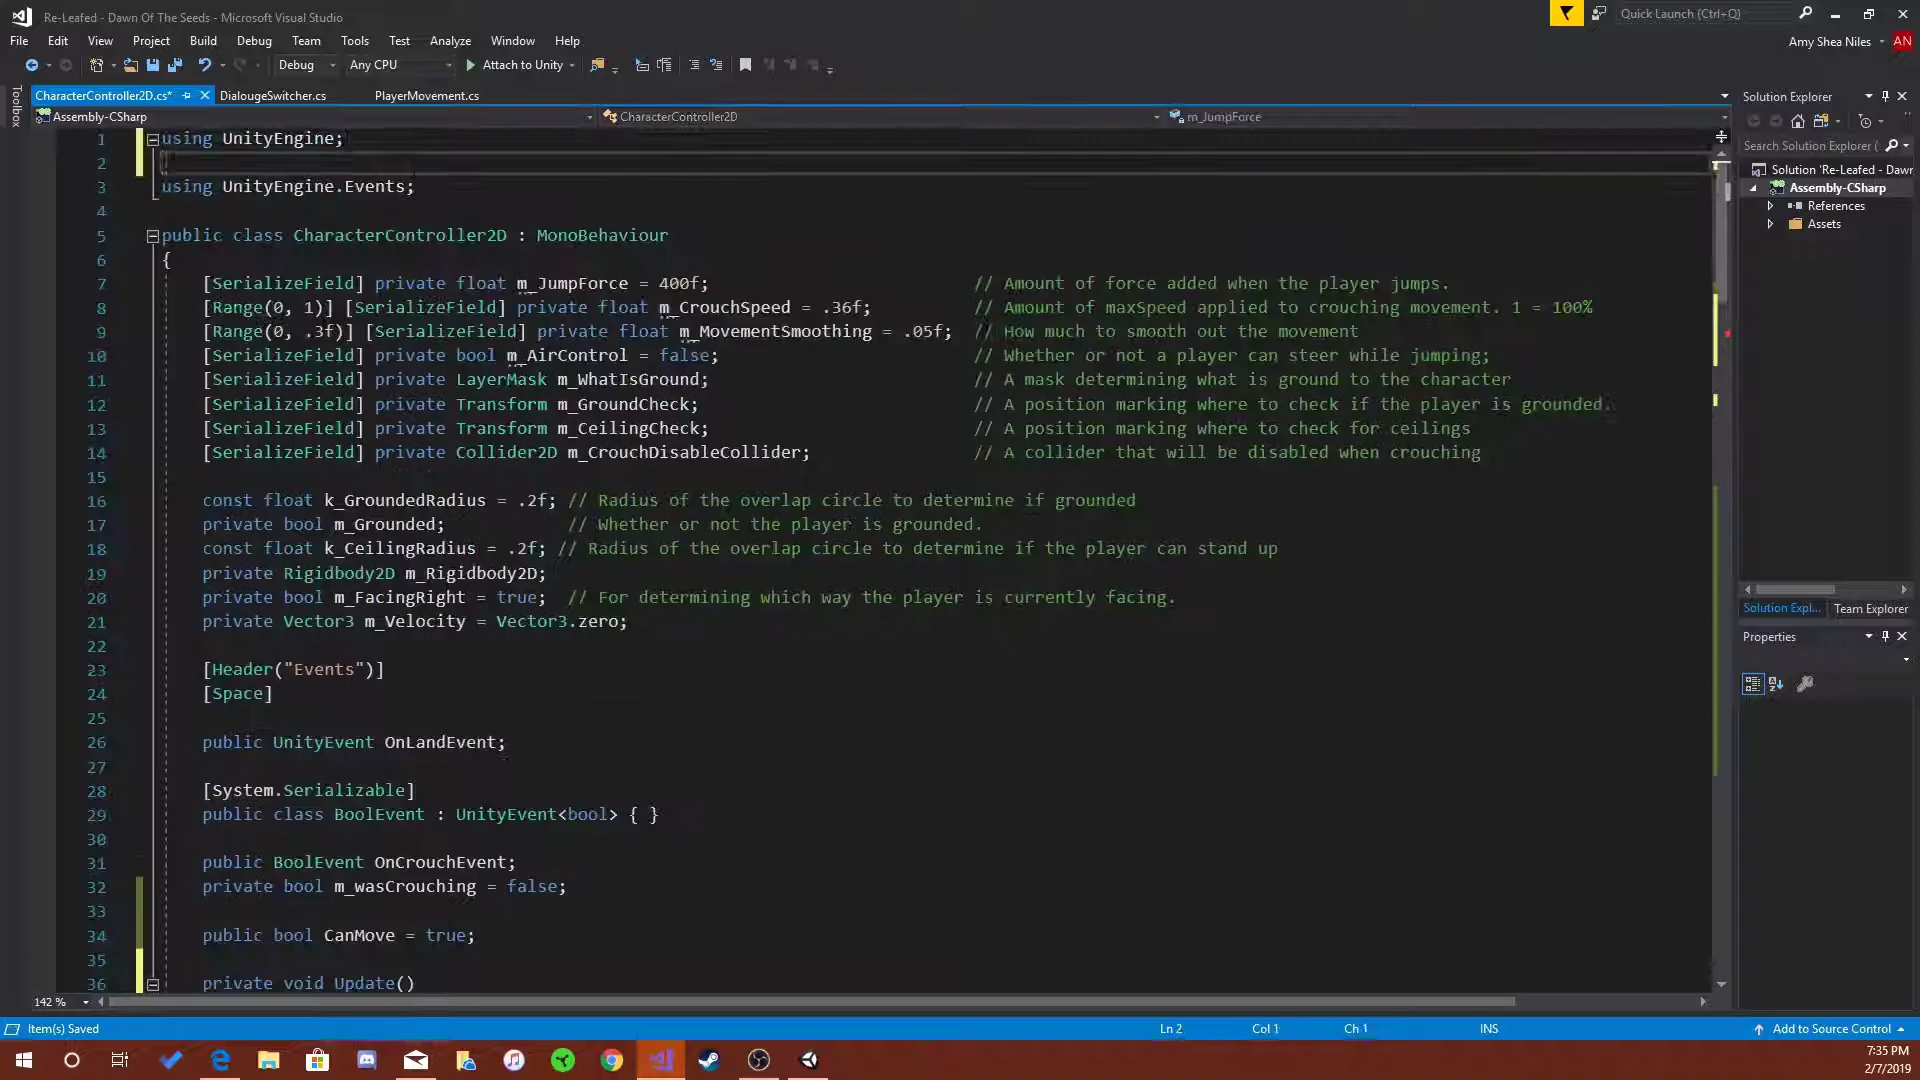 Re-Leafed - Dawn Of The Seeds - Microsoft Visual Studio
Quick Launch (Ctrl+Q)
File Edit View Project Build Debug Team Tools Test Analyze Window Help
Amy Shea Niles AN
Debug Any CPU Attach to Unity
Toolbox
CharacterController2D.cs* DialougeSwitcher.cs PlayerMovement.cs
Assembly-CSharp CharacterController2D m_JumpForce
1 using UnityEngine;
2
3 using UnityEngine.Events;
4
5 public class CharacterController2D : MonoBehaviour
6 {
7 [SerializeField] private float m_JumpForce = 400f; // Amount of force added when the player jumps.
8 [Range(0, 1)] [SerializeField] private float m_CrouchSpeed = .36f; // Amount of maxSpeed applied to crouching movement. 1 = 100%
9 [Range(0, .3f)] [SerializeField] private float m_MovementSmoothing = .05f; // How much to smooth out the movement
10 [SerializeField] private bool m_AirControl = false; // Whether or not a player can steer while jumping;
11 [SerializeField] private LayerMask m_WhatIsGround; // A mask determining what is ground to the character
12 [SerializeField] private Transform m_GroundCheck; // A position marking where to check if the player is grounded.
13 [SerializeField] private Transform m_CeilingCheck; // A position marking where to check for ceilings
14 [SerializeField] private Collider2D m_CrouchDisableCollider; // A collider that will be disabled when crouching
15
16 const float k_GroundedRadius = .2f; // Radius of the overlap circle to determine if grounded
17 private bool m_Grounded; // Whether or not the player is grounded.
18 const float k_CeilingRadius = .2f; // Radius of the overlap circle to determine if the player can stand up
19 private Rigidbody2D m_Rigidbody2D;
20 private bool m_FacingRight = true; // For determining which way the player is currently facing.
21 private Vector3 m_Velocity = Vector3.zero;
22
23 [Header("Events")]
24 [Space]
25
26 public UnityEvent OnLandEvent;
27
28 [System.Serializable]
29 public class BoolEvent : UnityEvent<bool> { }
30
31 public BoolEvent OnCrouchEvent;
32 private bool m_wasCrouching = false;
33
34 public bool CanMove = true;
35
36 private void Update()
142 %
Solution Explorer
Search Solution Explorer (
Solution 'Re-Leafed - Dawr
Assembly-CSharp
References
Assets
Solution Expl... Team Explorer
Properties
Item(s) Saved Ln 2 Col 1 Ch 1 INS Add to Source Control
7:35 PM
2/7/2019